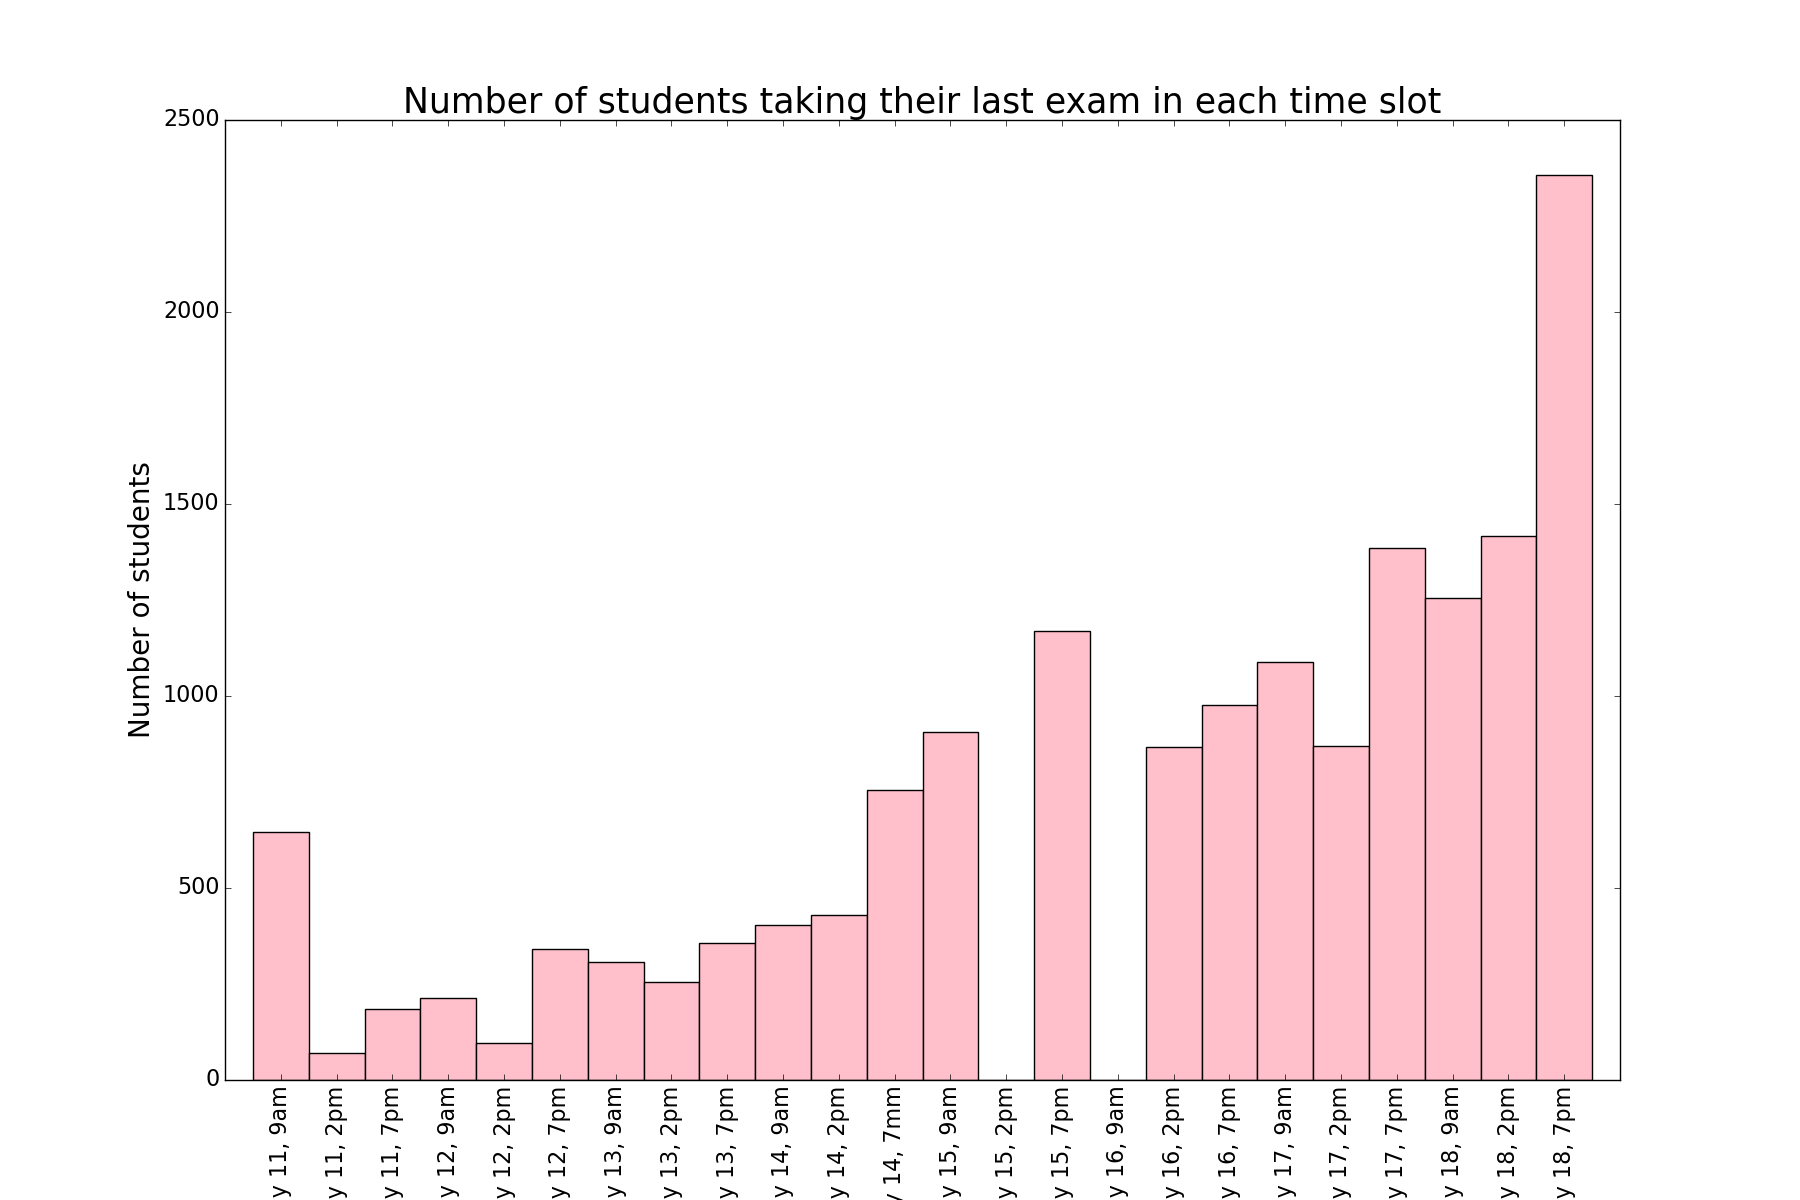 Number of students taking their last exam in each time slot
Number of students
2500
2000
1500
1000
500
0
y 11, 9am
y 11, 2pm
y 11, 7pm
y 12, 9am
y 12, 2pm
y 12, 7pm
y 13, 9am
y 13, 2pm
y 13, 7pm
y 14, 9am
y 14, 2pm
y 14, 7mm
y 15, 9am
y 15, 2pm
y 15, 7pm
y 16, 9am
y 16, 2pm
y 16, 7pm
y 17, 9am
y 17, 2pm
y 17, 7pm
y 18, 9am
y 18, 2pm
y 18, 7pm